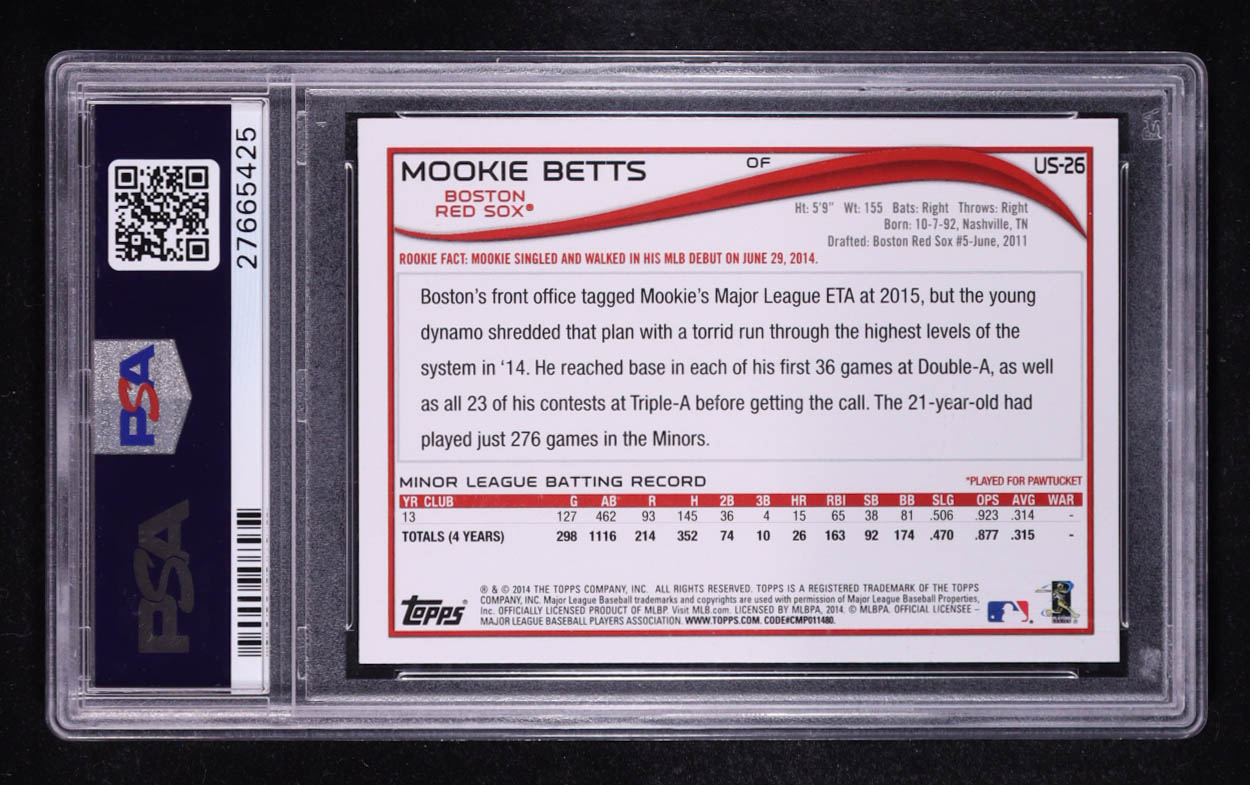 27665425
PSA
PSA
MOOKIE BETTS
OF
US-26
BOSTON
RED SOX®
Ht: 5'9" Wt: 155 Bats: Right Throws: Right
Born: 10-7-92, Nashville, TN
Drafted: Boston Red Sox #5-June, 2011
ROOKIE FACT: MOOKIE SINGLED AND WALKED IN HIS MLB DEBUT ON JUNE 29, 2014.
Boston's front office tagged Mookie's Major League ETA at 2015, but the young
dynamo shredded that plan with a torrid run through the highest levels of the
system in '14. He reached base in each of his first 36 games at Double-A, as well
as all 23 of his contests at Triple-A before getting the call. The 21-year-old had
played just 276 games in the Minors.
MINOR LEAGUE BATTING RECORD
*PLAYED FOR PAWTUCKET
YR CLUB G AB R H 2B 3B HR RBI SB BB SLG OPS AVG WAR
13 127 462 93 145 36 4 15 65 38 81 .506 .923 .314 -
TOTALS (4 YEARS) 298 1116 214 352 74 10 26 163 92 174 .470 .877 .315 -
Topps®
® & © 2014 THE TOPPS COMPANY, INC. ALL RIGHTS RESERVED. TOPPS IS A REGISTERED TRADEMARK OF THE TOPPS
COMPANY, INC. Major League Baseball trademarks and copyrights are used with permission of Major League Baseball Properties,
Inc. OFFICIALLY LICENSED PRODUCT OF MLBP. Visit MLB.com. LICENSED BY MLBPA, 2014. © MLBPA. OFFICIAL LICENSEE –
MAJOR LEAGUE BASEBALL PLAYERS ASSOCIATION. WWW.TOPPS.COM. CODE#CMP011480.